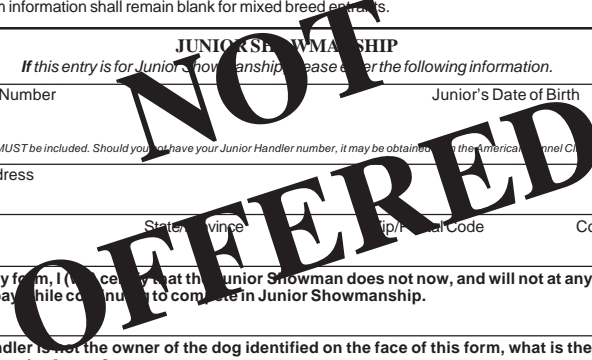 information shall remain blank for mixed breed entrants.
JUNIOR SHOWMANSHIP
If this entry is for Junior Showmanship, please enter the following information.
Number Junior's Date of Birth
MUST be included. Should you not have your Junior Handler number, it may be obtained from the American Kennel
dress
State/Province Zip/Postal Code
form, I (we) certify that the Junior Showman does not now, and will not at any
pay while continuing to compete in Junior Showmanship.
is not the owner of the dog identified on the face of this form, what is the
NOT
OFFERED